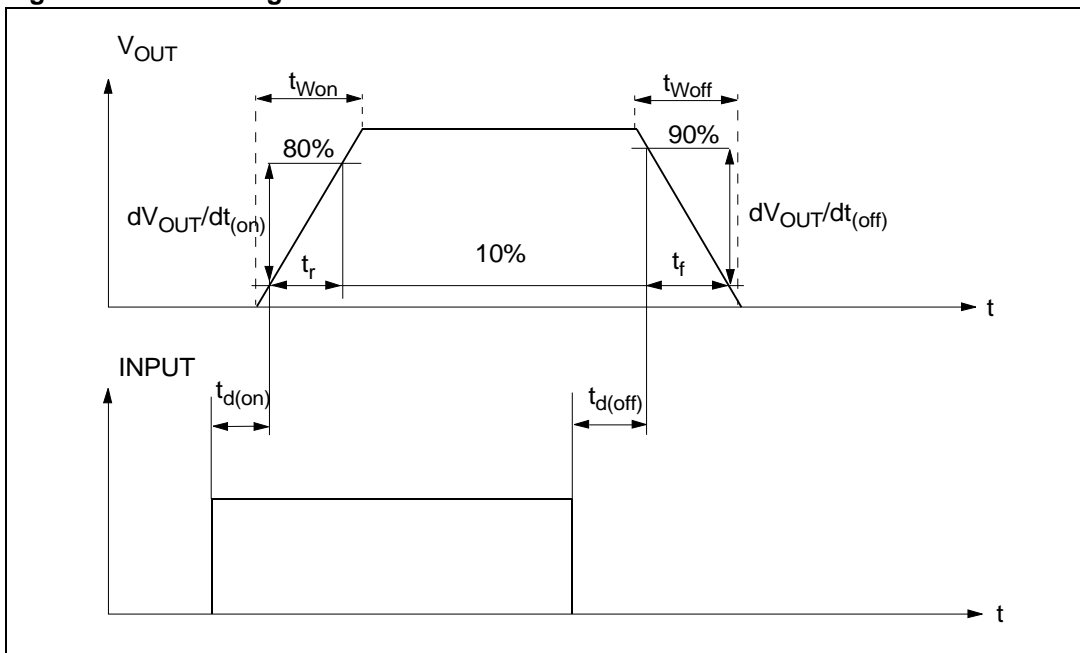 V_OUT
t_Won
t_Woff
80%
90%
dV_OUT/dt_(on)
dV_OUT/dt_(off)
t_r
10%
t_f
t
INPUT
t_d(on)
t_d(off)
t